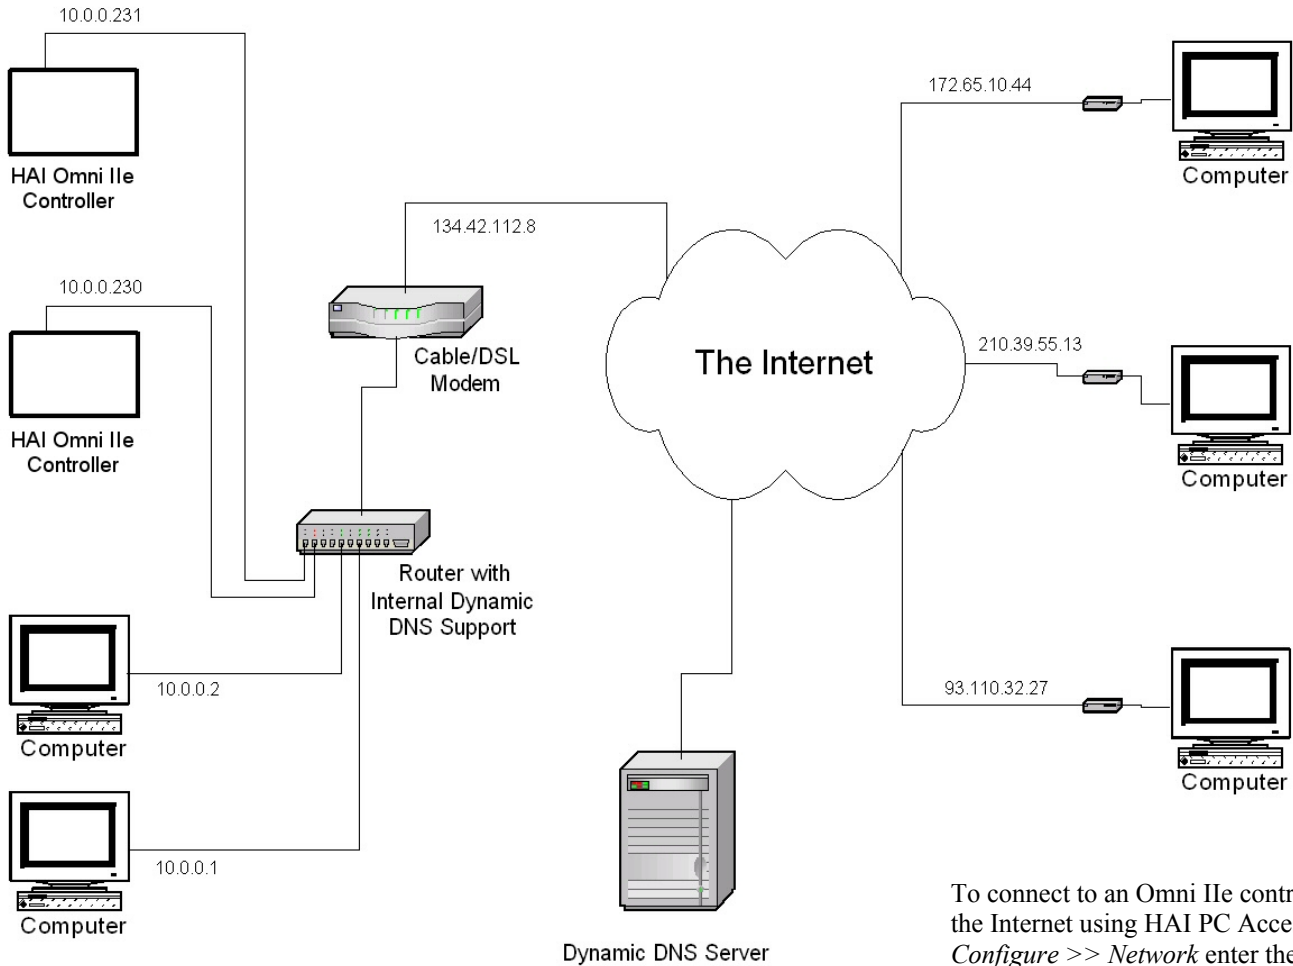 10.0.0.231
HAI Omni IIe
Controller
10.0.0.230
HAI Omni IIe
Controller
134.42.112.8
Cable/DSL
Modem
Router with
Internal Dynamic
DNS Support
10.0.0.2
Computer
10.0.0.1
Computer
The Internet
Dynamic DNS Server
172.65.10.44
Computer
210.39.55.13
Computer
93.110.32.27
Computer
To connect to an Omni IIe contr
the Internet using HAI PC Acce
Configure >> Network enter the